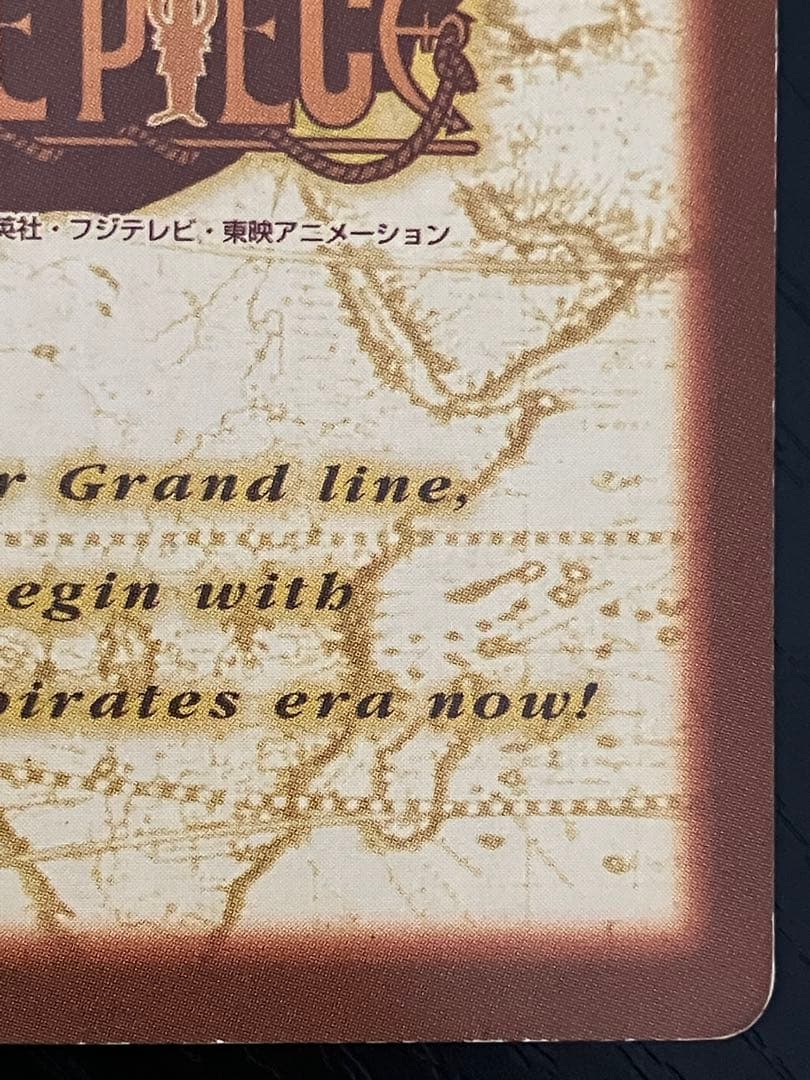 E PIECE
英社・フジテレビ・東映アニメーション
r Grand line,
egin with
pirates era now!